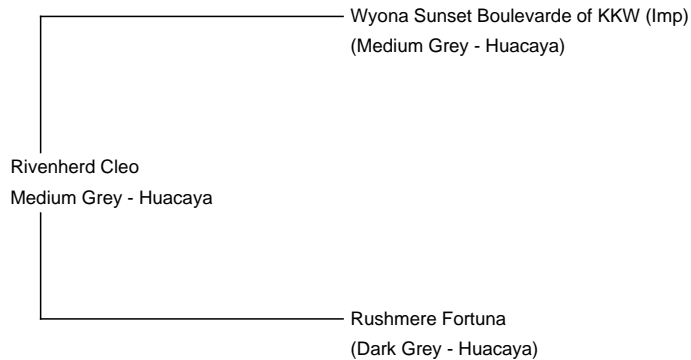 Wyona Sunset Boulevarde of KKW (Imp)
(Medium Grey - Huacaya)
Rivenherd Cleo
Medium Grey - Huacaya
Rushmere Fortuna
(Dark Grey - Huacaya)